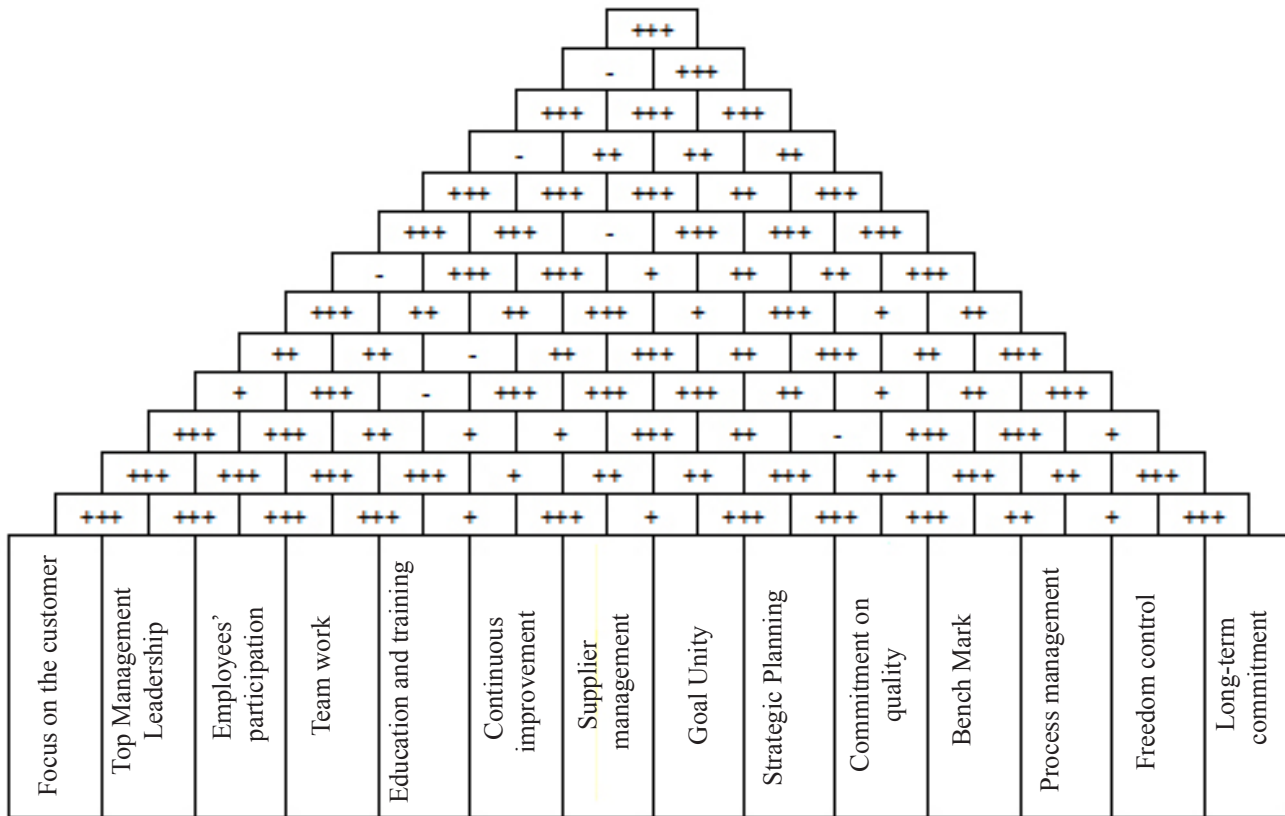 +++
- +++
+++ +++ +++
- ++ ++ ++
+++ +++ +++ ++ +++
+++ +++ - +++ +++ +++
- +++ +++ + ++ ++ +++
+++ ++ ++ +++ + +++ + ++
++ ++ - ++ +++ ++ +++ ++ +++
+ +++ - +++ +++ +++ ++ + ++ +++
+++ +++ ++ + + +++ ++ - +++ +++ +
+++ +++ +++ +++ + ++ ++ +++ ++ +++ ++ +++
+++ +++ +++ +++ + +++ + +++ +++ +++ ++ + +++
Focus on the customer
Top Management
Leadership
Employees’
participation
Team work
Education and training
Continuous
improvement
Supplier
management
Goal Unity
Strategic Planning
Commitment on
quality
Bench Mark
Process management
Freedom control
Long-term
commitment